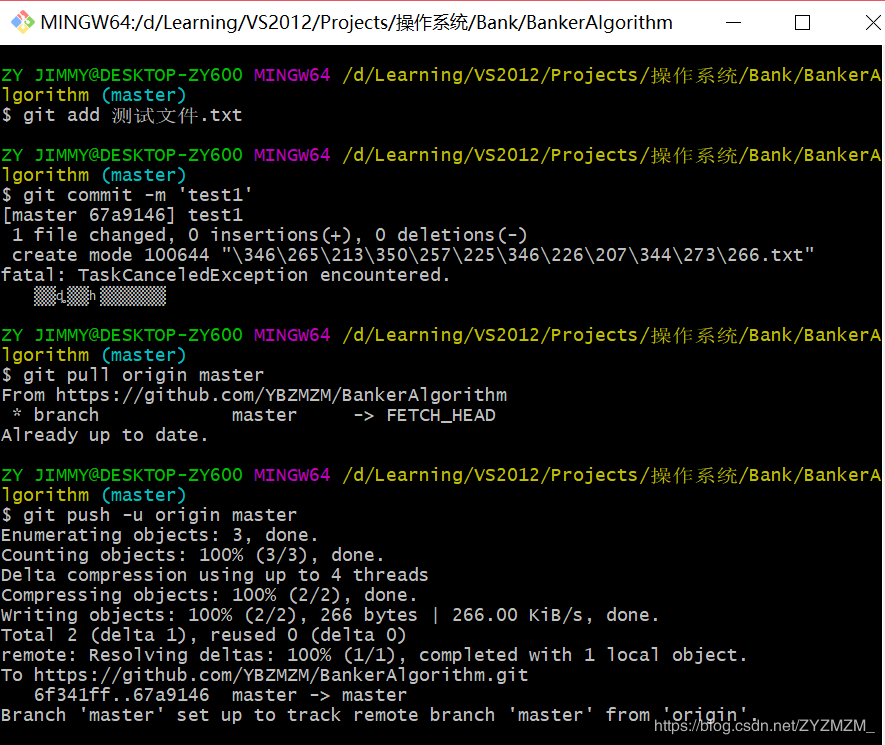 MINGW64:/d/Learning/VS2012/Projects/操作系统/Bank/BankerAlgorithm
ZY JIMMY@DESKTOP-ZY600 MINGW64 /d/Learning/VS2012/Projects/操作系统/Bank/BankerA
lgorithm (master)
$ git add 测试文件.txt
ZY JIMMY@DESKTOP-ZY600 MINGW64 /d/Learning/VS2012/Projects/操作系统/Bank/BankerA
lgorithm (master)
$ git commit -m 'test1'
[master 67a9146] test1
 1 file changed, 0 insertions(+), 0 deletions(-)
 create mode 100644 "\346\265\213\350\257\225\346\226\207\344\273\266.txt"
fatal: TaskCanceledException encountered.
ZY JIMMY@DESKTOP-ZY600 MINGW64 /d/Learning/VS2012/Projects/操作系统/Bank/BankerA
lgorithm (master)
$ git pull origin master
From https://github.com/YBZMZM/BankerAlgorithm
 * branch            master     -> FETCH_HEAD
Already up to date.
ZY JIMMY@DESKTOP-ZY600 MINGW64 /d/Learning/VS2012/Projects/操作系统/Bank/BankerA
lgorithm (master)
$ git push -u origin master
Enumerating objects: 3, done.
Counting objects: 100% (3/3), done.
Delta compression using up to 4 threads
Compressing objects: 100% (2/2), done.
Writing objects: 100% (2/2), 266 bytes | 266.00 KiB/s, done.
Total 2 (delta 1), reused 0 (delta 0)
remote: Resolving deltas: 100% (1/1), completed with 1 local object.
To https://github.com/YBZMZM/BankerAlgorithm.git
   6f341ff..67a9146  master -> master
Branch 'master' set up to track remote branch 'master' from 'origin'.
https://blog.csdn.net/ZYZMZM_